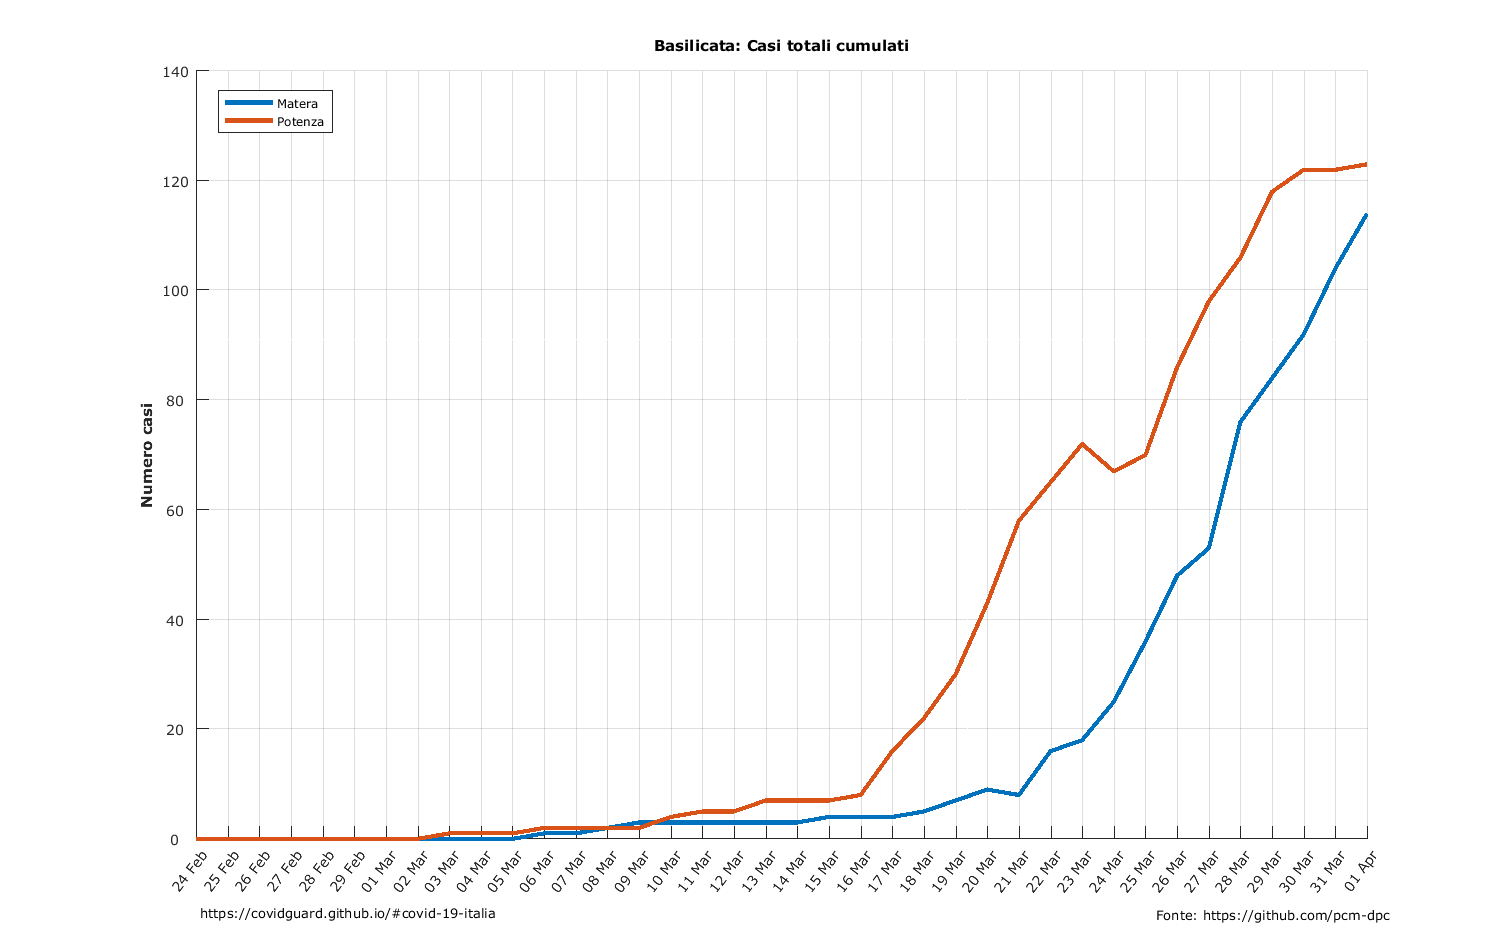 Basilicata: Casi totali cumulati
Matera
Potenza
Numero casi
140
120
100
80
60
40
20
0
24 Feb
25 Feb
26 Feb
27 Feb
28 Feb
29 Feb
01 Mar
02 Mar
03 Mar
04 Mar
05 Mar
06 Mar
07 Mar
08 Mar
09 Mar
10 Mar
11 Mar
12 Mar
13 Mar
14 Mar
15 Mar
16 Mar
17 Mar
18 Mar
19 Mar
20 Mar
21 Mar
22 Mar
23 Mar
24 Mar
25 Mar
26 Mar
27 Mar
28 Mar
29 Mar
30 Mar
31 Mar
01 Apr
https://covidguard.github.io/#covid-19-italia
Fonte: https://github.com/pcm-dpc